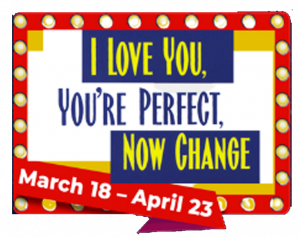 I LOVE YOU,
YOU'RE PERFECT,
NOW CHANGE
March 18 – April 23